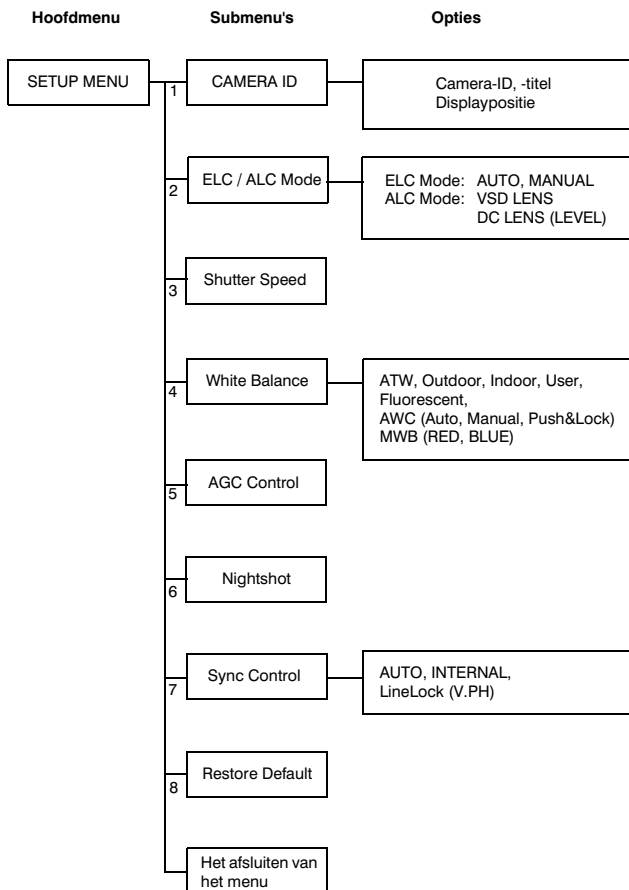 Hoofdmenu Submenu's Opties
SETUP MENU
1
CAMERA ID
Camera-ID, -titel
Displaypositie
2
ELC / ALC Mode
ELC Mode: AUTO, MANUAL
ALC Mode: VSD LENS
DC LENS (LEVEL)
3
Shutter Speed
4
White Balance
ATW, Outdoor, Indoor, User,
Fluorescent,
AWC (Auto, Manual, Push&Lock)
MWB (RED, BLUE)
5
AGC Control
6
Nightshot
7
Sync Control
AUTO, INTERNAL,
LineLock (V.PH)
8
Restore Default
Het afsluiten van
het menu